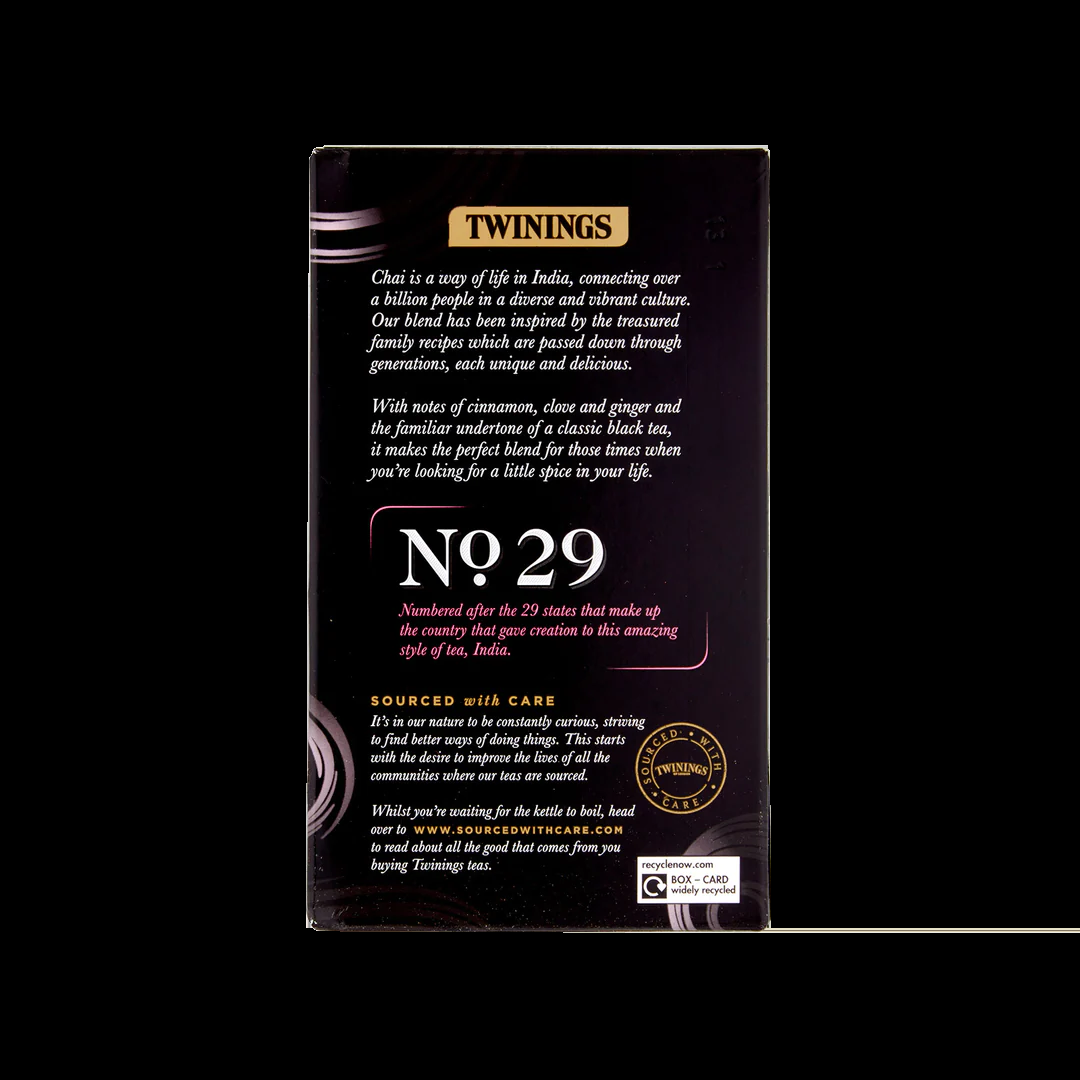 TWININGS
Chai is a way of life in India, connecting over
a billion people in a diverse and vibrant culture.
Our blend has been inspired by the treasured
family recipes which are passed down through
generations, each unique and delicious.
With notes of cinnamon, clove and ginger and
the familiar undertone of a classic black tea,
it makes the perfect blend for those times when
you're looking for a little spice in your life.
No 29
Numbered after the 29 states that make up
the country that gave creation to this amazing
style of tea, India.
SOURCED with CARE
It's in our nature to be constantly curious, striving
to find better ways of doing things. This starts
with the desire to improve the lives of all the
communities where our teas are sourced.
Whilst you're waiting for the kettle to boil, head
over to WWW.SOURCEDWITHCARE.COM
to read about all the good that comes from you
buying Twinings teas.
SOURCED • WITH • CARE •
TWININGS
recyclenow.com
BOX – CARD
widely recycled